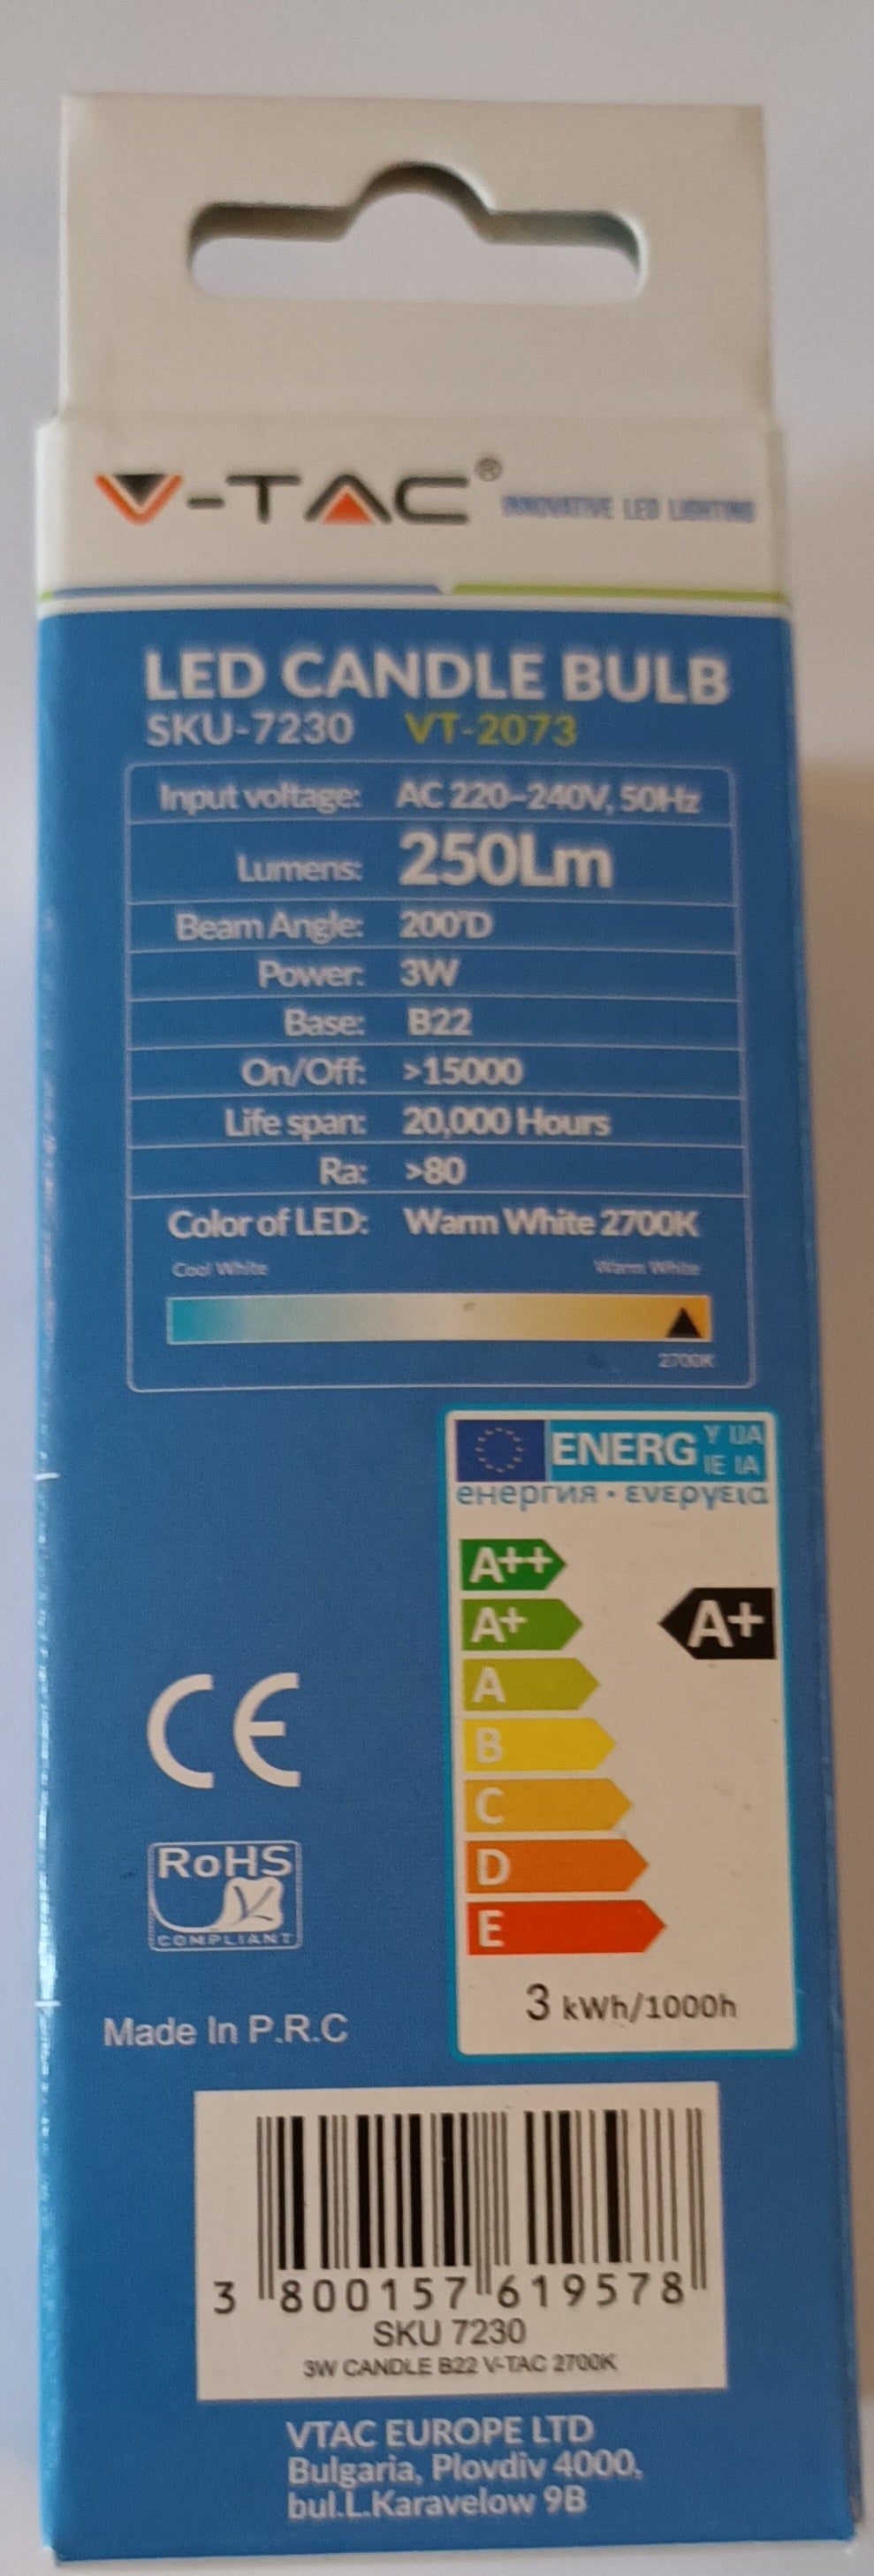 V-TAC® INNOVATIVE LED LIGHTING
LED CANDLE BULB
SKU-7230 VT-2073
Input voltage: AC 220-240V, 50Hz
Lumens: 250Lm
Beam Angle: 200'D
Power: 3W
Base: B22
On/Off: >15000
Life span: 20,000 Hours
Ra: >80
Color of LED: Warm White 2700K
Cool White Warm White
2700K
ENERG Y UA
IE IA
енергия · ενεργεια
A++
A+ A+
A
B
C
D
E
3 kWh/1000h
CE
RoHS
COMPLIANT
Made In P.R.C
3 800157 619578
SKU 7230
3W CANDLE B22 V-TAC 2700K
VTAC EUROPE LTD
Bulgaria, Plovdiv 4000,
bul.L.Karavelow 9B